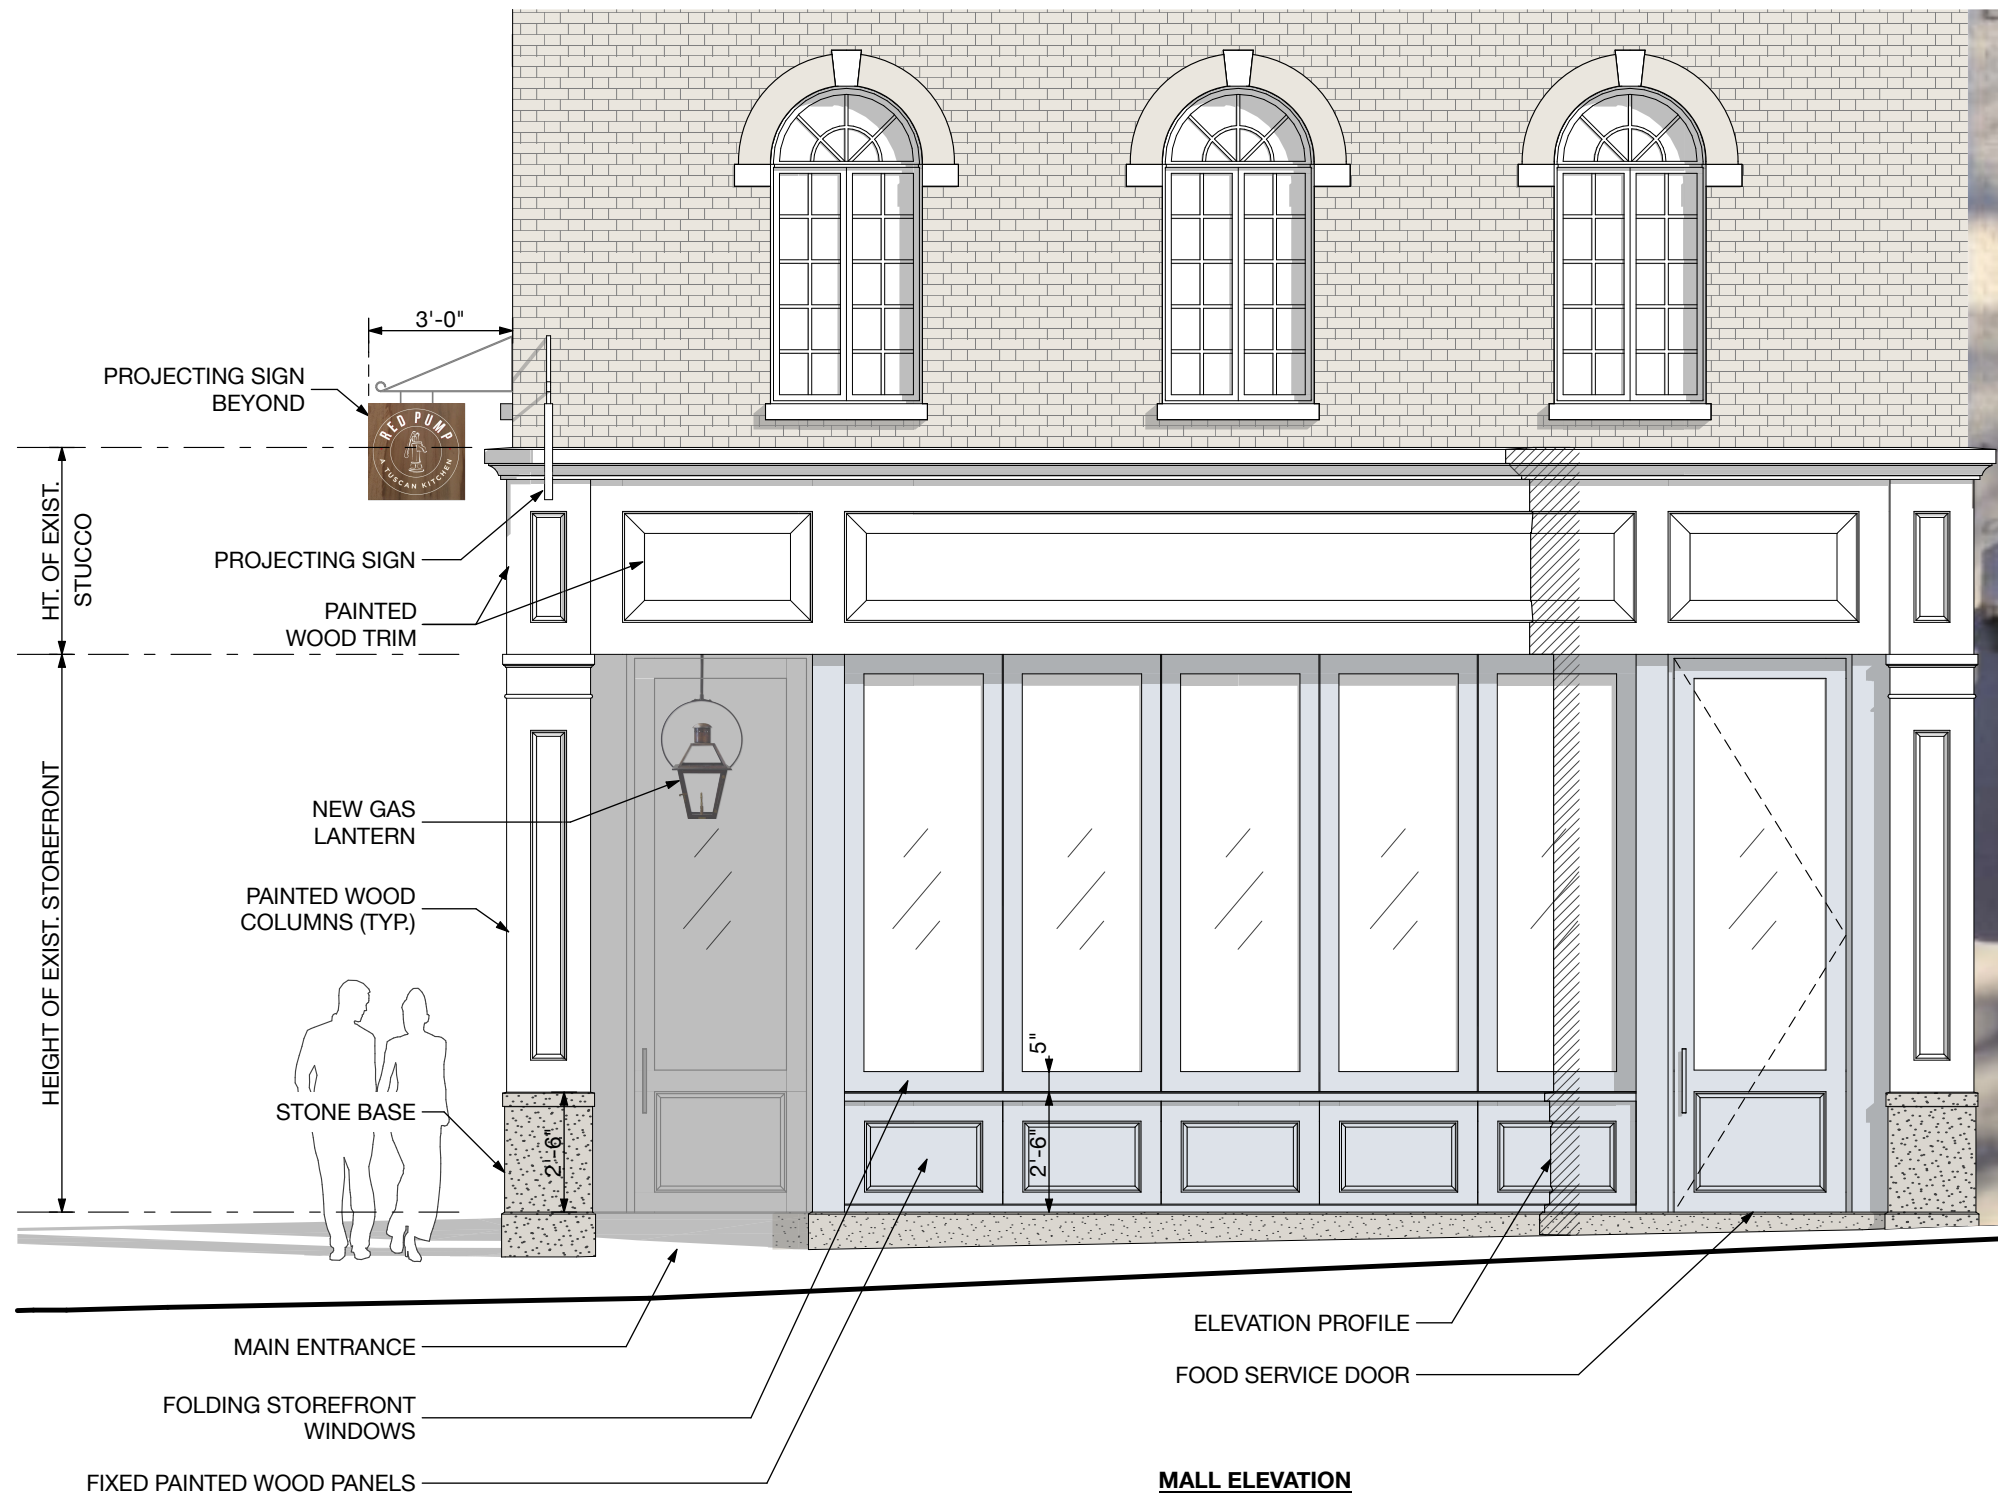 3'-0"
PROJECTING SIGN
BEYOND
RED PUMP
A TUSCAN KITCHEN
HT. OF EXIST.
STUCCO
PROJECTING SIGN
PAINTED
WOOD TRIM
HEIGHT OF EXIST. STOREFRONT
NEW GAS
LANTERN
PAINTED WOOD
COLUMNS (TYP.)
5"
STONE BASE
2'-6"
2'-6"
MAIN ENTRANCE
ELEVATION PROFILE
FOOD SERVICE DOOR
FOLDING STOREFRONT
WINDOWS
FIXED PAINTED WOOD PANELS
MALL ELEVATION